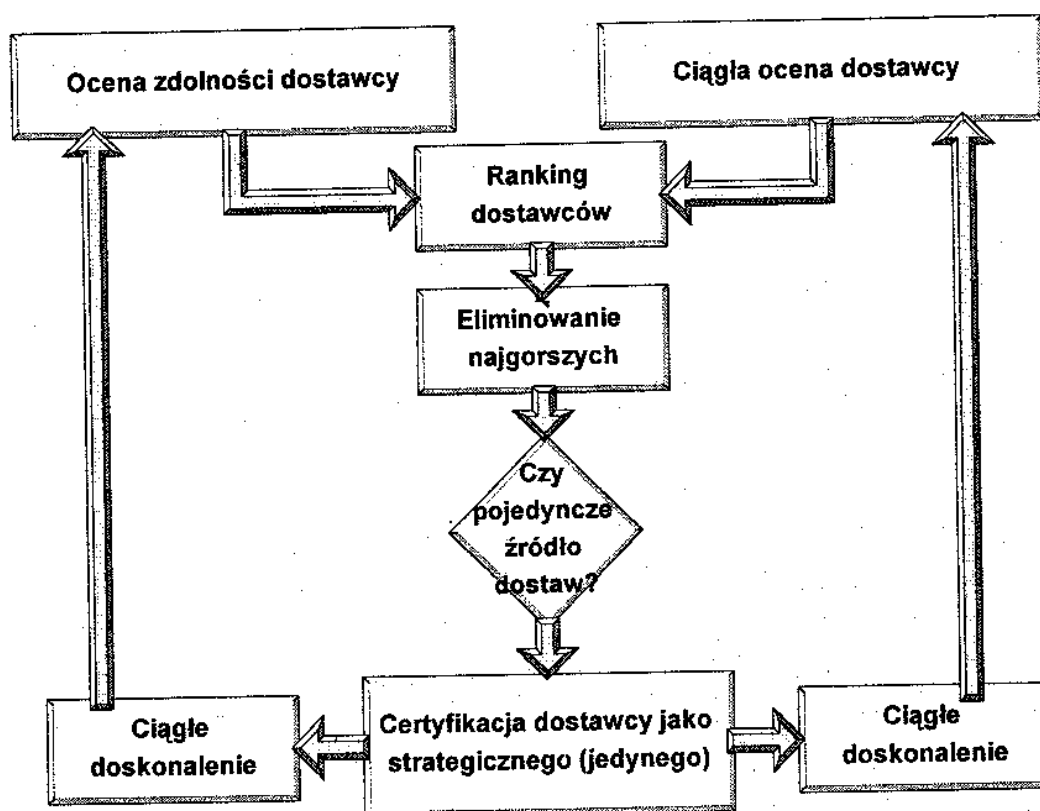 Ocena zdolności dostawcy
Ciągła ocena dostawcy
Ranking
dostawców
Eliminowanie
najgorszych
Czy
pojedyncze
źródło
dostaw?
Certyfikacja dostawcy jako
strategicznego (jedynego)
Ciągłe
doskonalenie
Ciągłe
doskonalenie